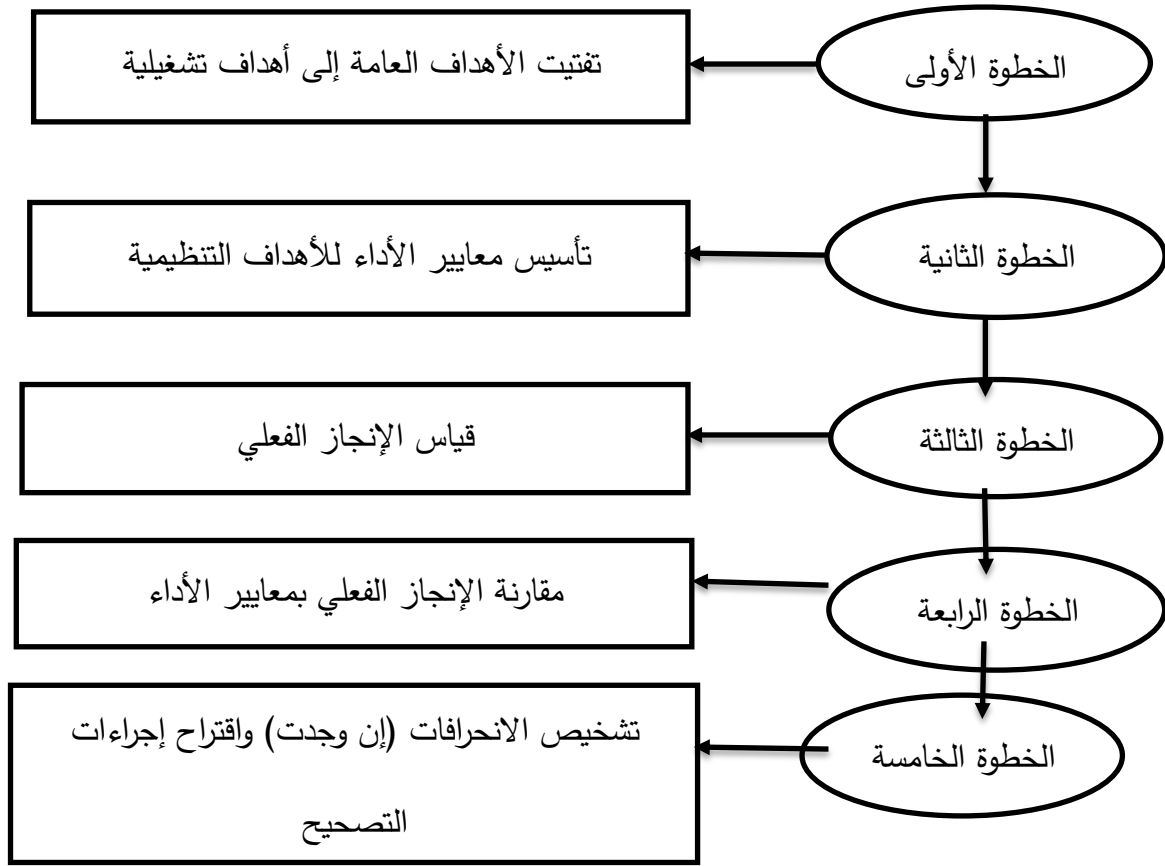 الخطوة الأولى
تفتيت الأهداف العامة إلى أهداف تشغيلية
الخطوة الثانية
تأسيس معايير الأداء للأهداف التنظيمية
الخطوة الثالثة
قياس الإنجاز الفعلي
الخطوة الرابعة
مقارنة الإنجاز الفعلي بمعايير الأداء
الخطوة الخامسة
تشخيص الانحرافات (إن وجدت) واقتراح إجراءات
التصحيح